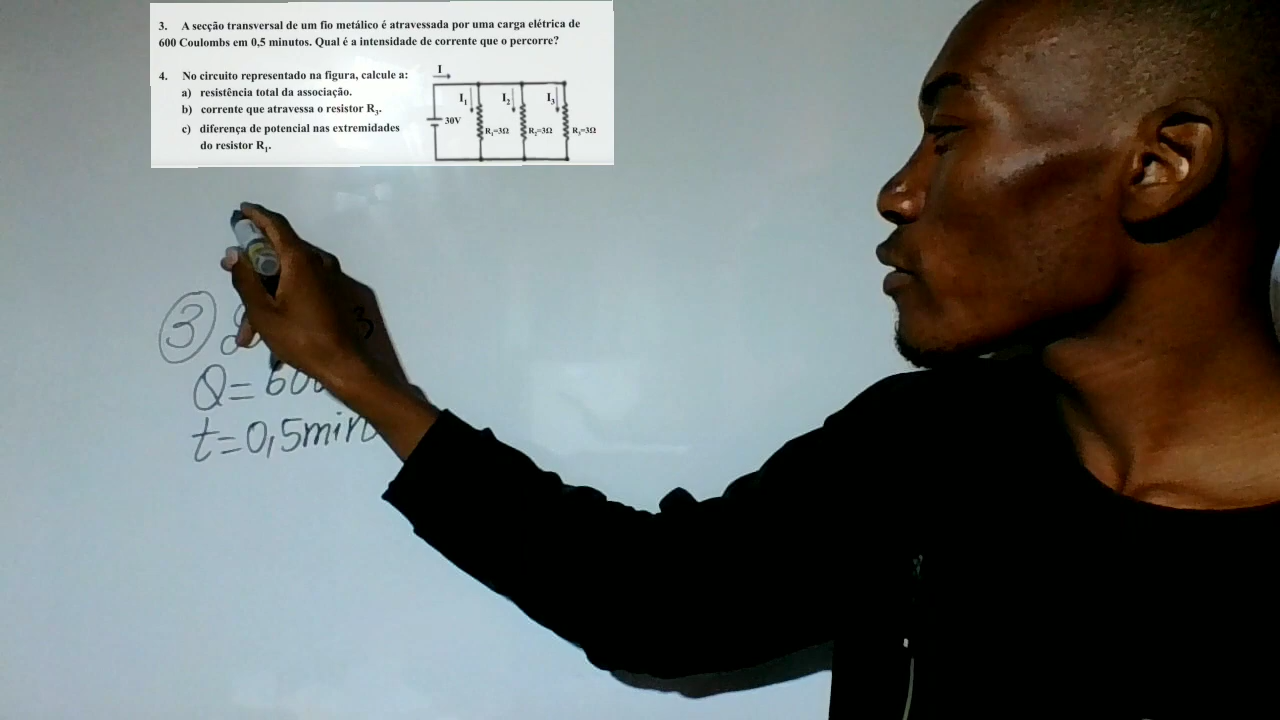 3. A secção transversal de um fio metálico é atravessada por uma carga elétrica de
600 Coulombs em 0,5 minutos. Qual é a intensidade de corrente que o percorre?
4. No circuito representado na figura, calcule a:
a) resistência total da associação.
b) corrente que atravessa o resistor R₃.
c) diferença de potencial nas extremidades
do resistor R₁.
I
I₁ I₂ I₃
30V
R₁=3Ω R₂=3Ω R₃=3Ω
3
Q=600
t=0,5min